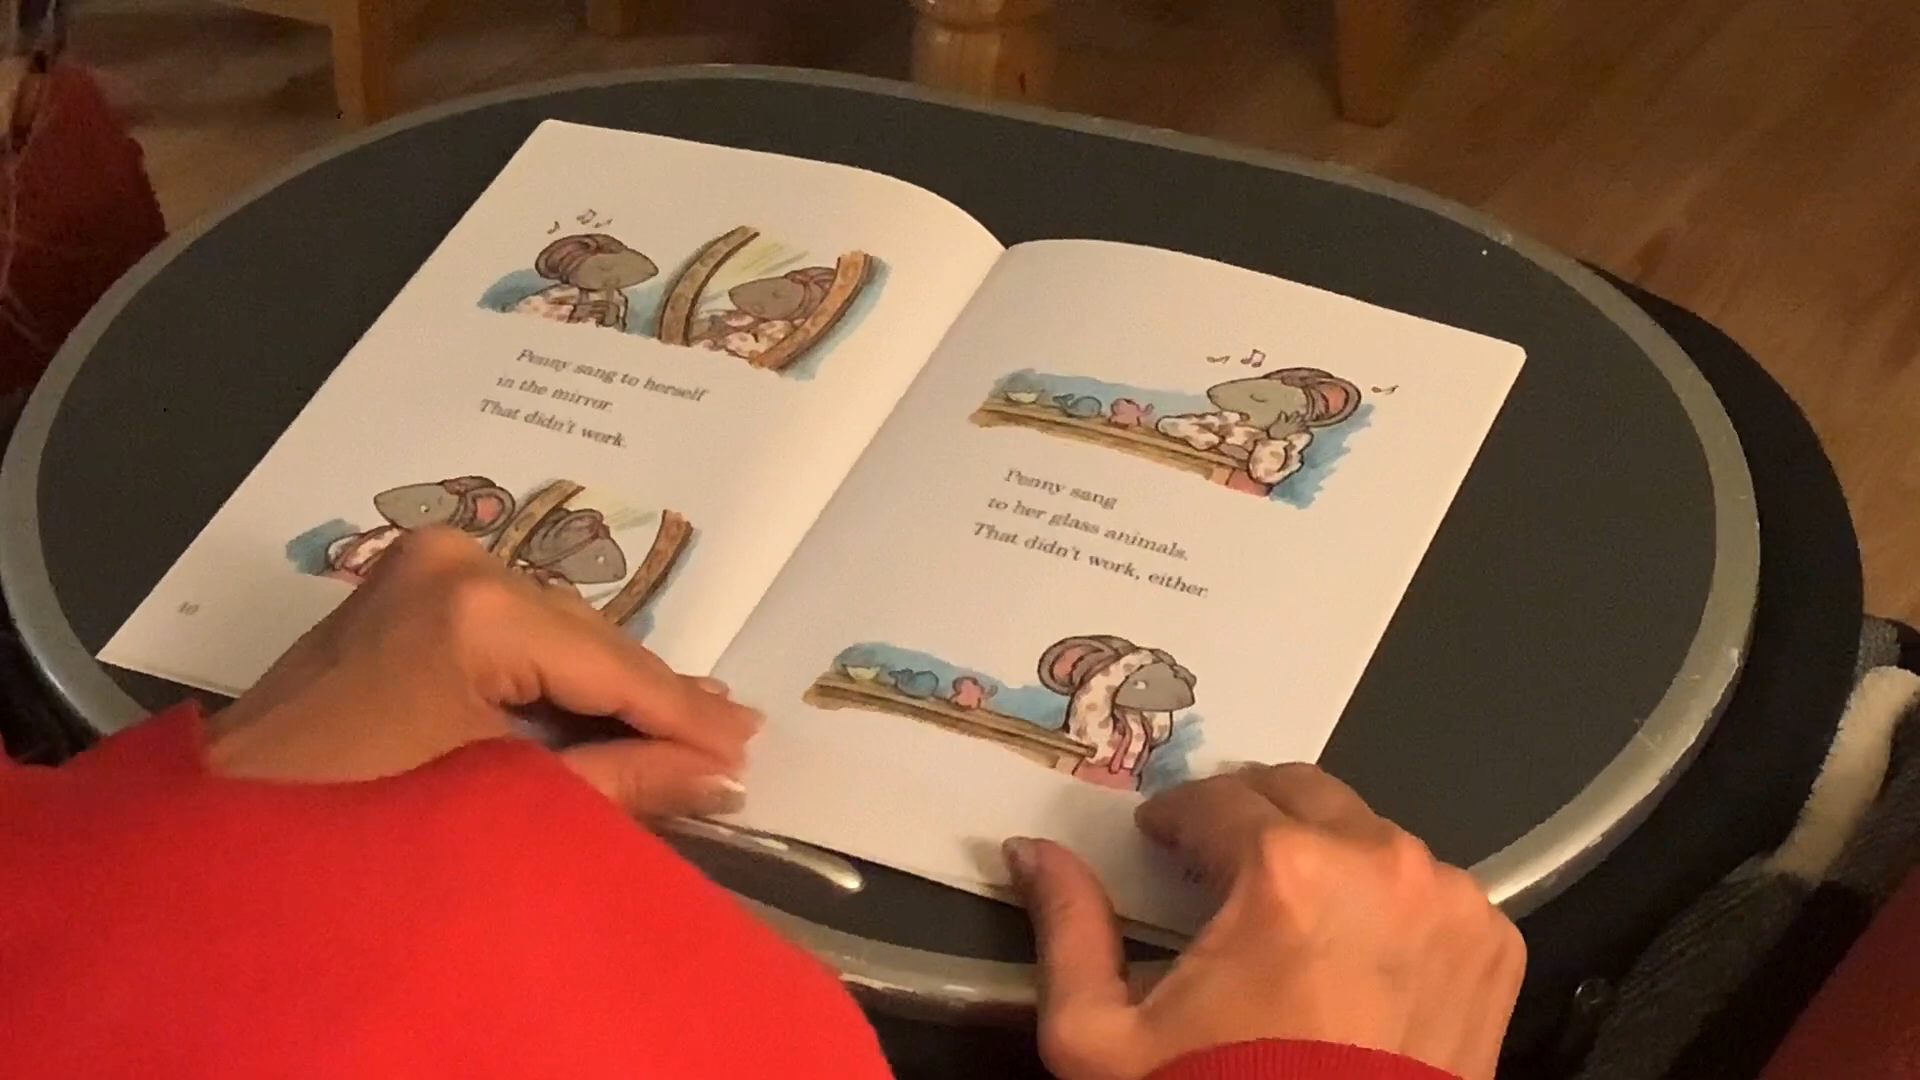 Penny sang to herself
in the mirror.
That didn't work.
10
Penny sang
to her glass animals.
That didn't work, either.